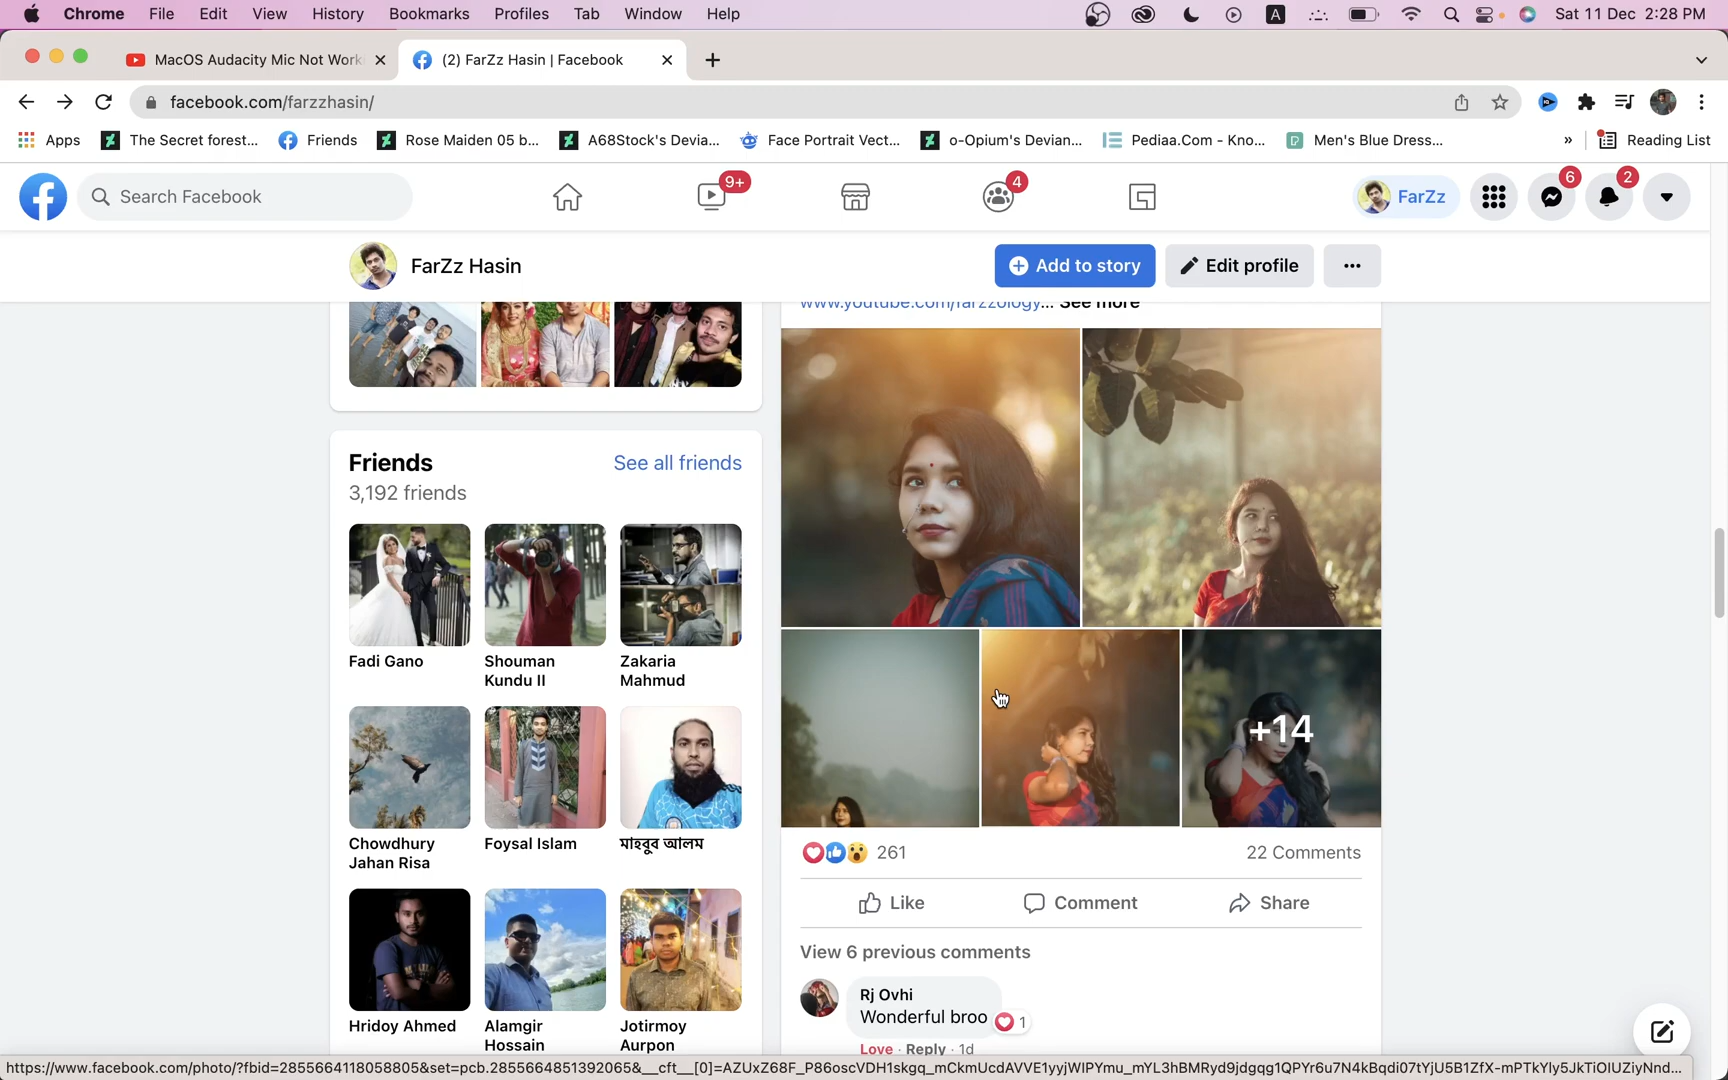 Chrome File Edit View History Bookmarks Profiles Tab Window Help A Sat 11 Dec 2:28 PM
MacOS Audacity Mic Not Work
(2) FarZz Hasin | Facebook
facebook.com/farzzhasin/
Apps The Secret forest... Friends Rose Maiden 05 b... A68Stock's Devia... Face Portrait Vect... o-Opium's Devian... Pediaa.Com - Kno... Men's Blue Dress... » Reading List
Search Facebook 9+ 4 FarZz 6 2
FarZz Hasin Add to story Edit profile
www.youtube.com/farzzology... See more
Friends See all friends
3,192 friends
Fadi Gano
Shouman
Kundu II
Zakaria
Mahmud
Chowdhury
Jahan Risa
Foysal Islam
মাহবুব আলম
Hridoy Ahmed
Alamgir
Hossain
Jotirmoy
Aurpon
+14
261 22 Comments
Like Comment Share
View 6 previous comments
Rj Ovhi
Wonderful broo 1
Love · Reply · 1d